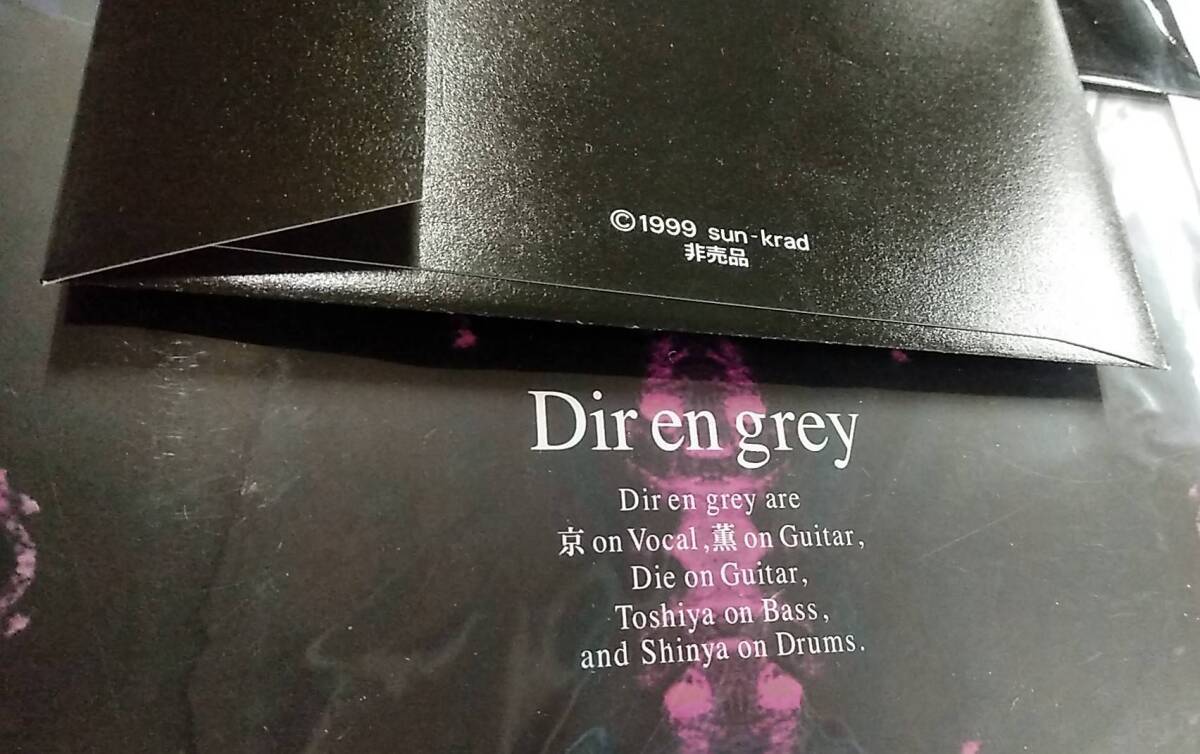 ©1999 sun-krad
非売品
Dir en grey
Dir en grey are
京 on Vocal, 薫 on Guitar,
Die on Guitar,
Toshiya on Bass,
and Shinya on Drums.